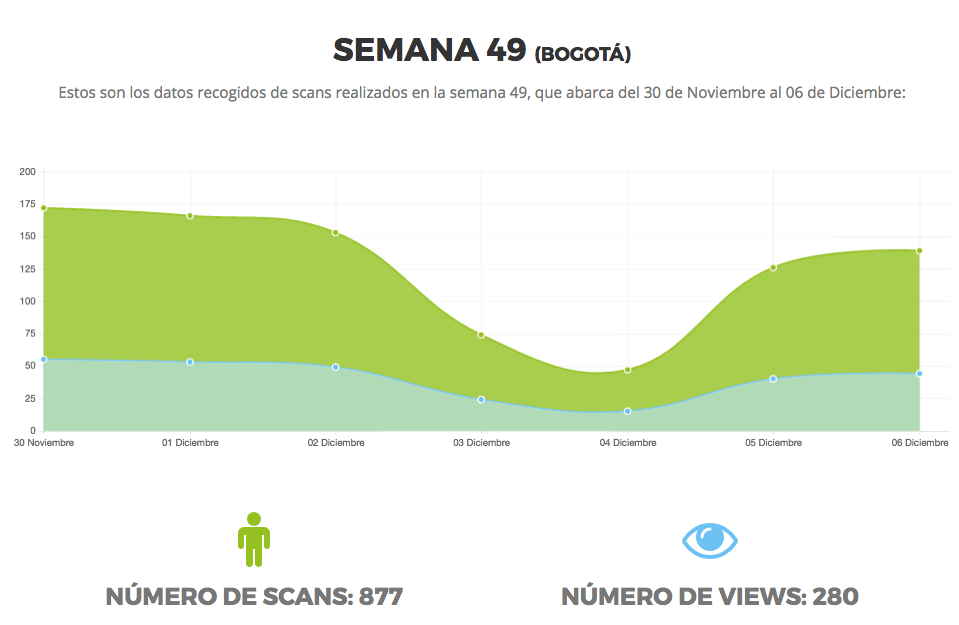 SEMANA 49 (BOGOTÁ)
Estos son los datos recogidos de scans realizados en la semana 49, que abarca del 30 de Noviembre al 06 de Diciembre:
200
175
150
125
100
75
50
25
0
30 Noviembre 01 Diciembre 02 Diciembre 03 Diciembre 04 Diciembre 05 Diciembre 06 Diciembre
NÚMERO DE SCANS: 877 NÚMERO DE VIEWS: 280